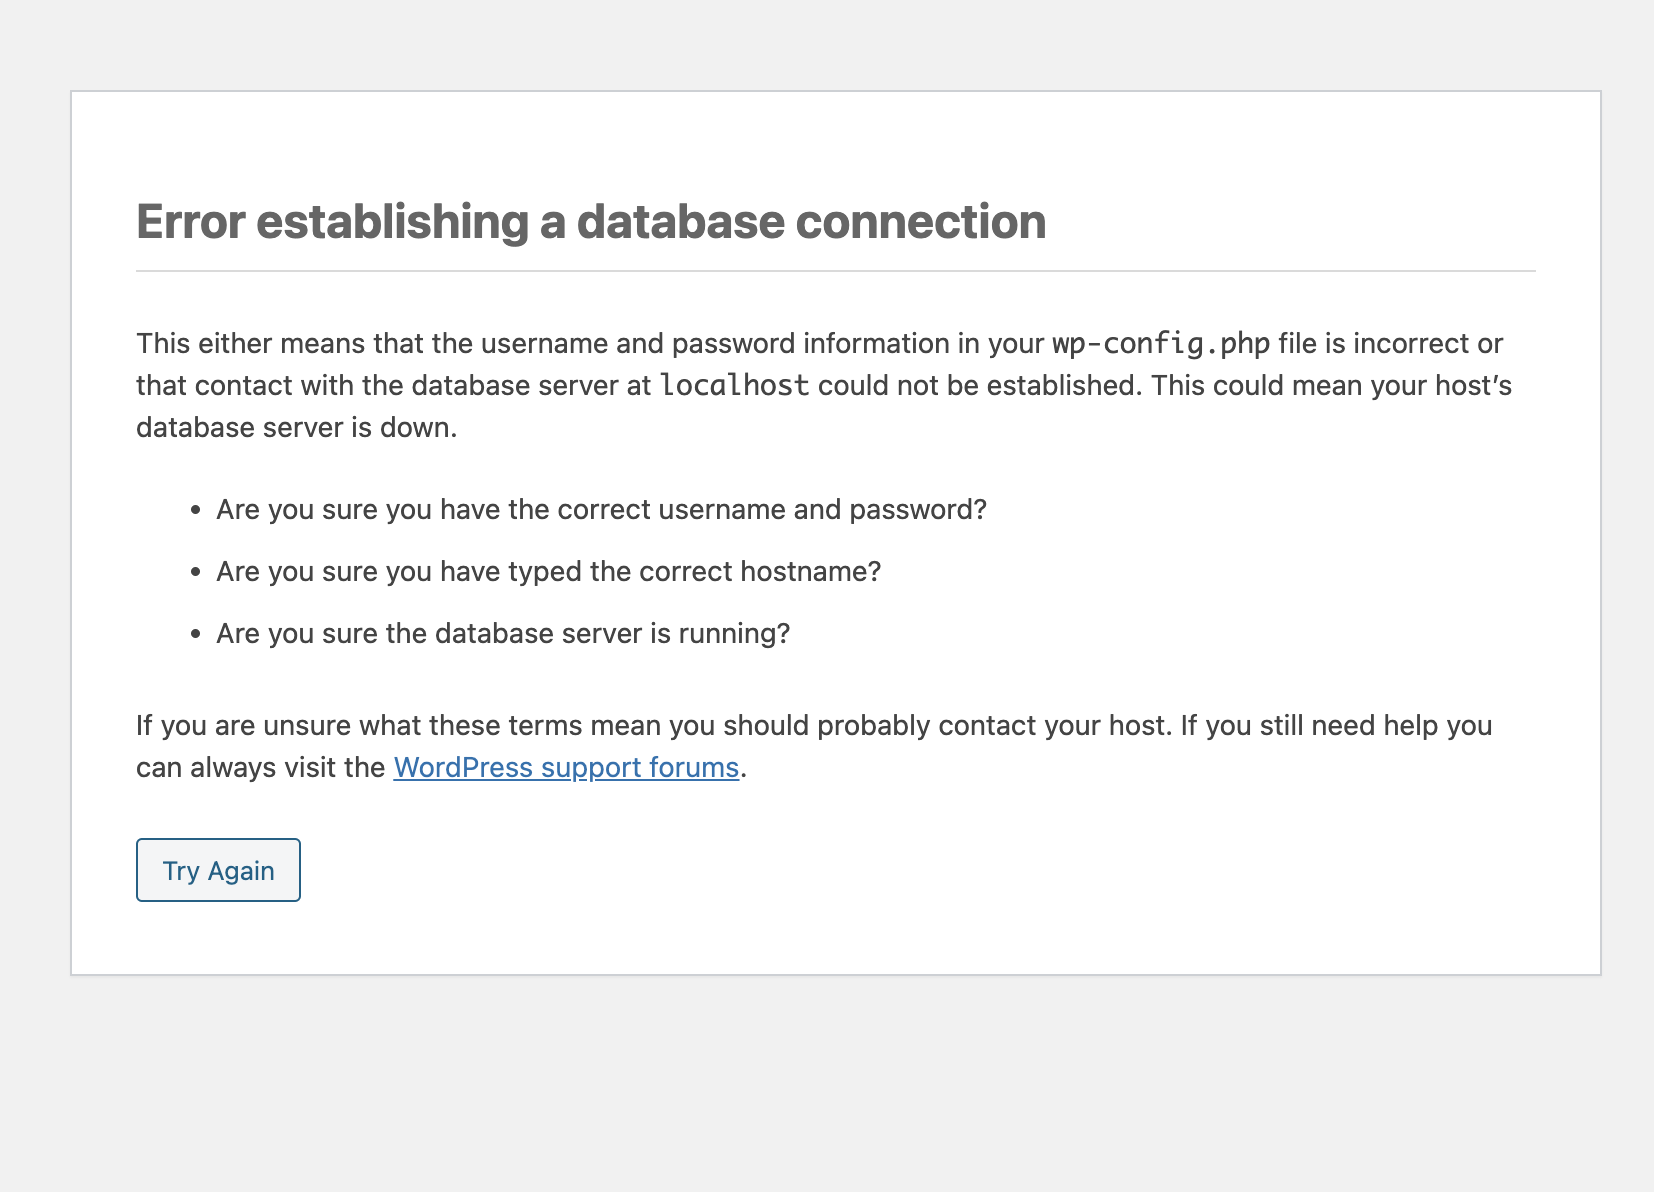 Error establishing a database connection
This either means that the username and password information in your wp-config.php file is incorrect or
that contact with the database server at localhost could not be established. This could mean your host’s
database server is down.
• Are you sure you have the correct username and password?
• Are you sure you have typed the correct hostname?
• Are you sure the database server is running?
If you are unsure what these terms mean you should probably contact your host. If you still need help you
can always visit the WordPress support forums.
Try Again